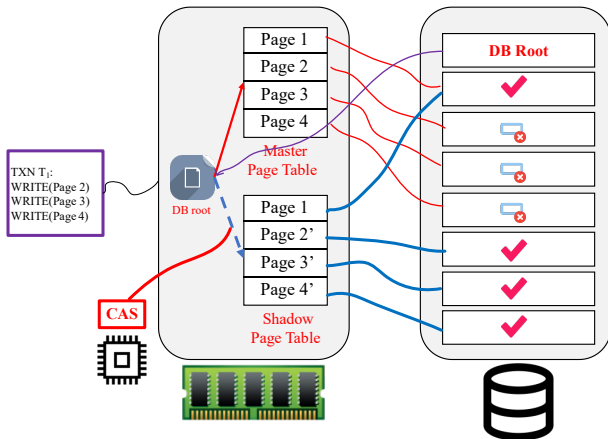 TXN T₁:
WRITE(Page 2)
WRITE(Page 3)
WRITE(Page 4)
Page 1
Page 2
Page 3
Page 4
Master
Page Table
DB root
Page 1
Page 2’
Page 3’
Page 4’
Shadow
Page Table
CAS
DB Root